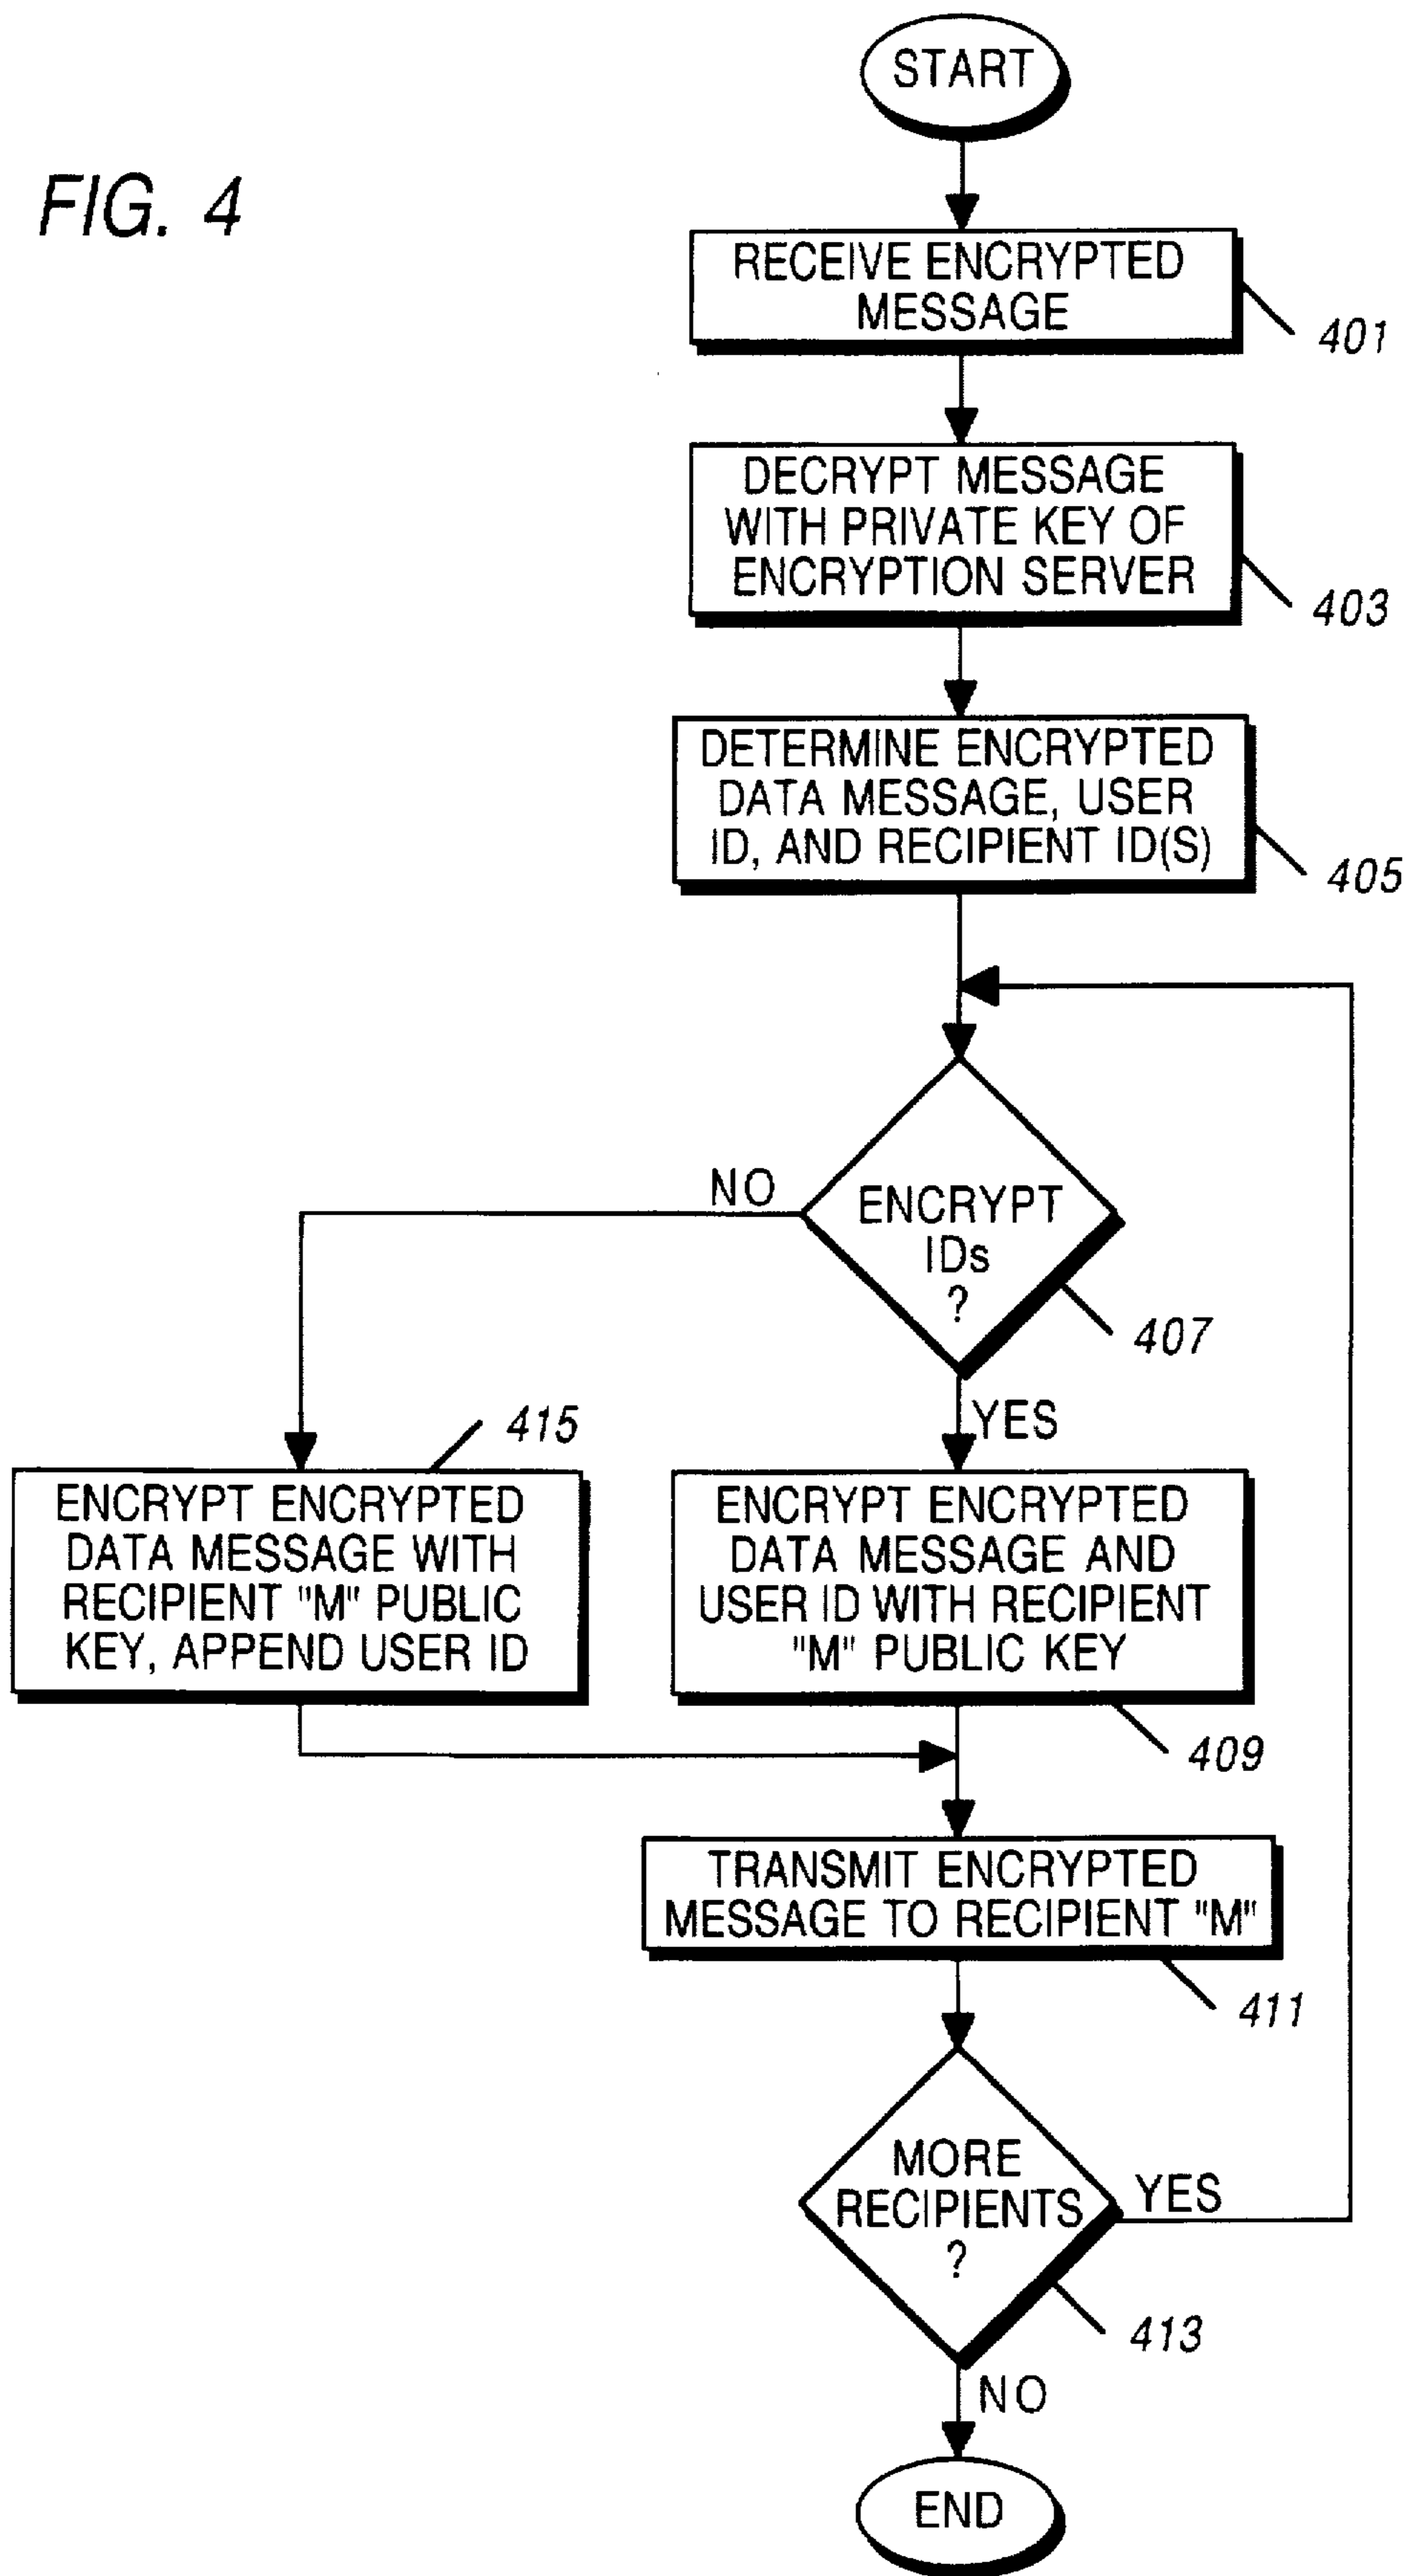 START
FIG. 4
RECEIVE ENCRYPTED
MESSAGE
401
DECRYPT MESSAGE
WITH PRIVATE KEY OF
ENCRYPTION SERVER
403
DETERMINE ENCRYPTED
DATA MESSAGE, USER
ID, AND RECIPIENT ID(S)
405
NO
ENCRYPT
IDs
?
407
YES
415
ENCRYPT ENCRYPTED
DATA MESSAGE WITH
RECIPIENT "M" PUBLIC
KEY, APPEND USER ID
ENCRYPT ENCRYPTED
DATA MESSAGE AND
USER ID WITH RECIPIENT
"M" PUBLIC KEY
409
TRANSMIT ENCRYPTED
MESSAGE TO RECIPIENT "M"
411
MORE
RECIPIENTS
?
YES
413
NO
END